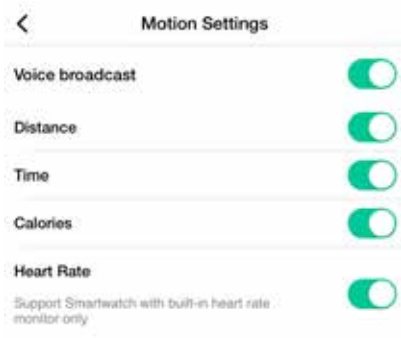 Motion Settings
Voice broadcast
Distance
Time
Calories
Heart Rate
Support Smartwatch with built-in heart rate
monitor only